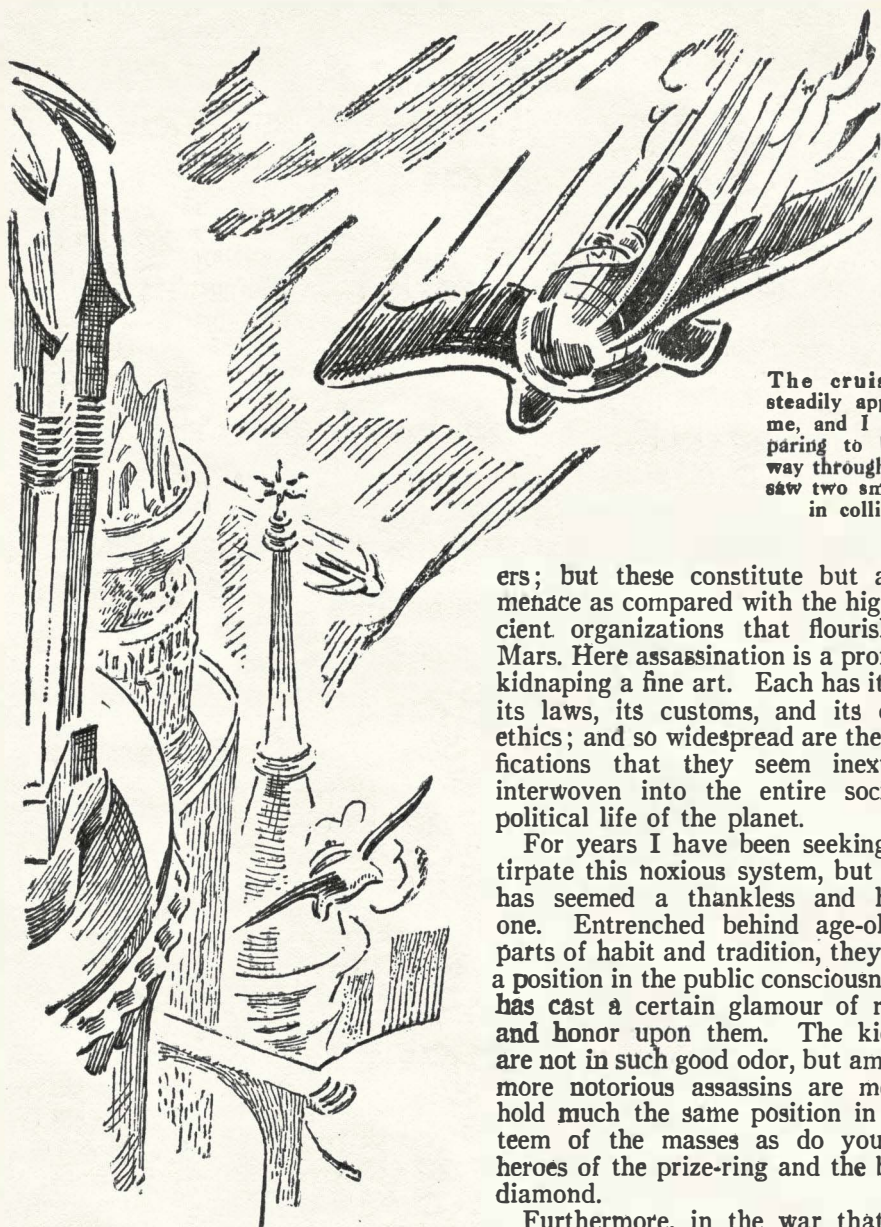 The cruis
steadily app
me, and I
paring to
way through
saw two sm
in colli
ers; but these constitute but a
menace as compared with the hig
cient organizations that flouris
Mars. Here assassination is a pro
kidnaping a fine art. Each has it
its laws, its customs, and its
ethics; and so widespread are the
fications that they seem inex
interwoven into the entire soci
political life of the planet.
For years I have been seeking
tirpate this noxious system, but
has seemed a thankless and
one. Entrenched behind age-ol
parts of habit and tradition, they
a position in the public consciousn
has cast a certain glamour of r
and honor upon them. The ki
are not in such good odor, but am
more notorious assassins are m
hold much the same position in
teem of the masses as do you
heroes of the prize-ring and the b
diamond.
Furthermore, in the war that